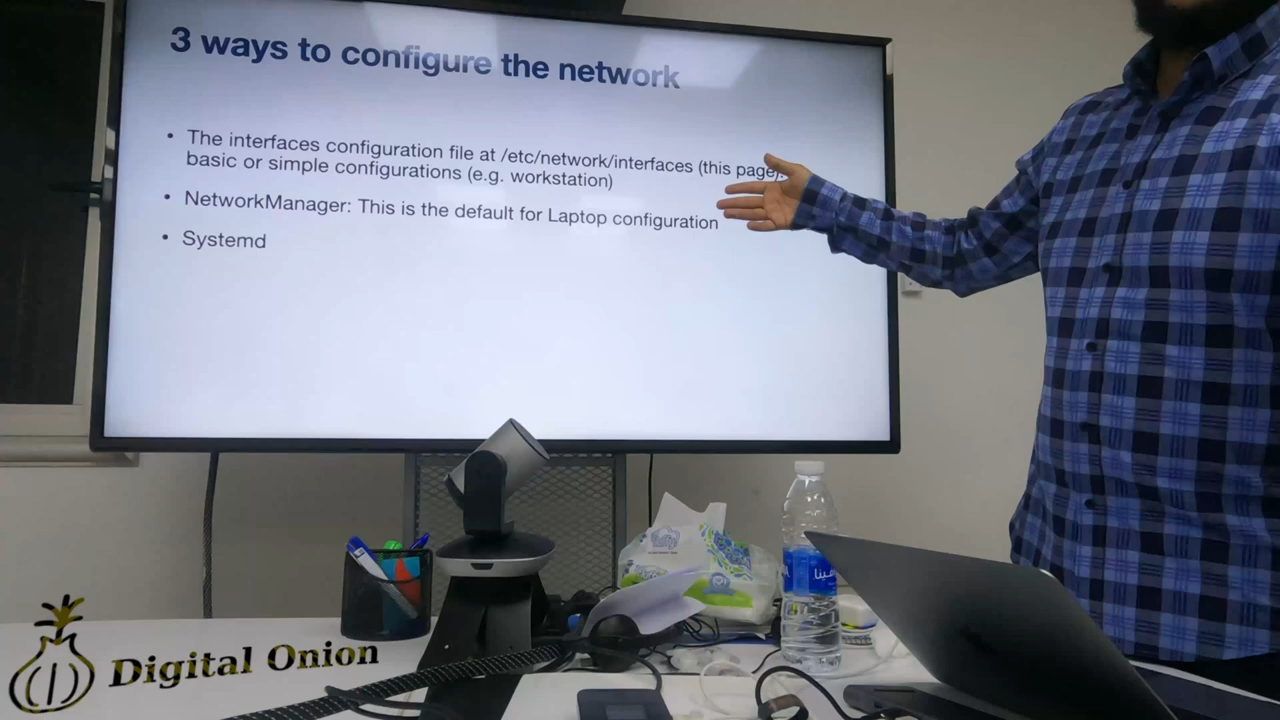 3 ways to configure the network
• The interfaces configuration file at /etc/network/interfaces (this page):
basic or simple configurations (e.g. workstation)
• NetworkManager: This is the default for Laptop configuration
• Systemd
fluffy
Digital Onion